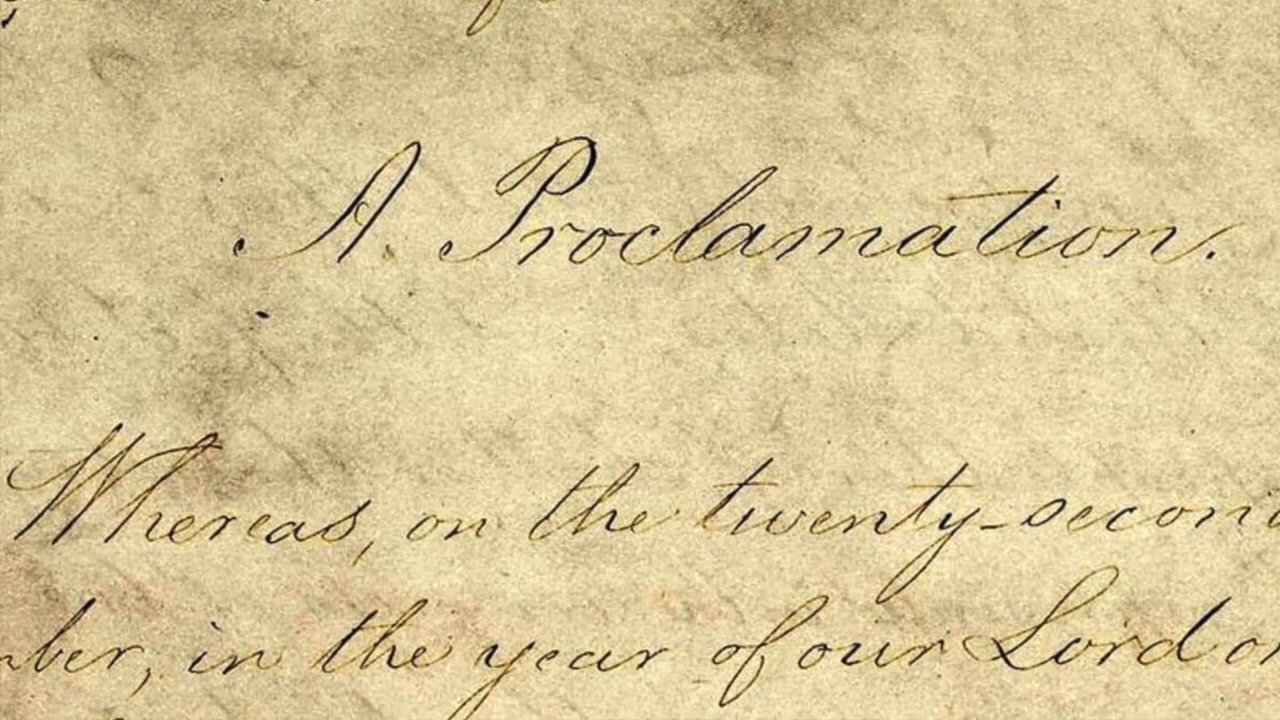 A Proclamation.
Whereas, on the twenty-second
ber, in the year of our Lord